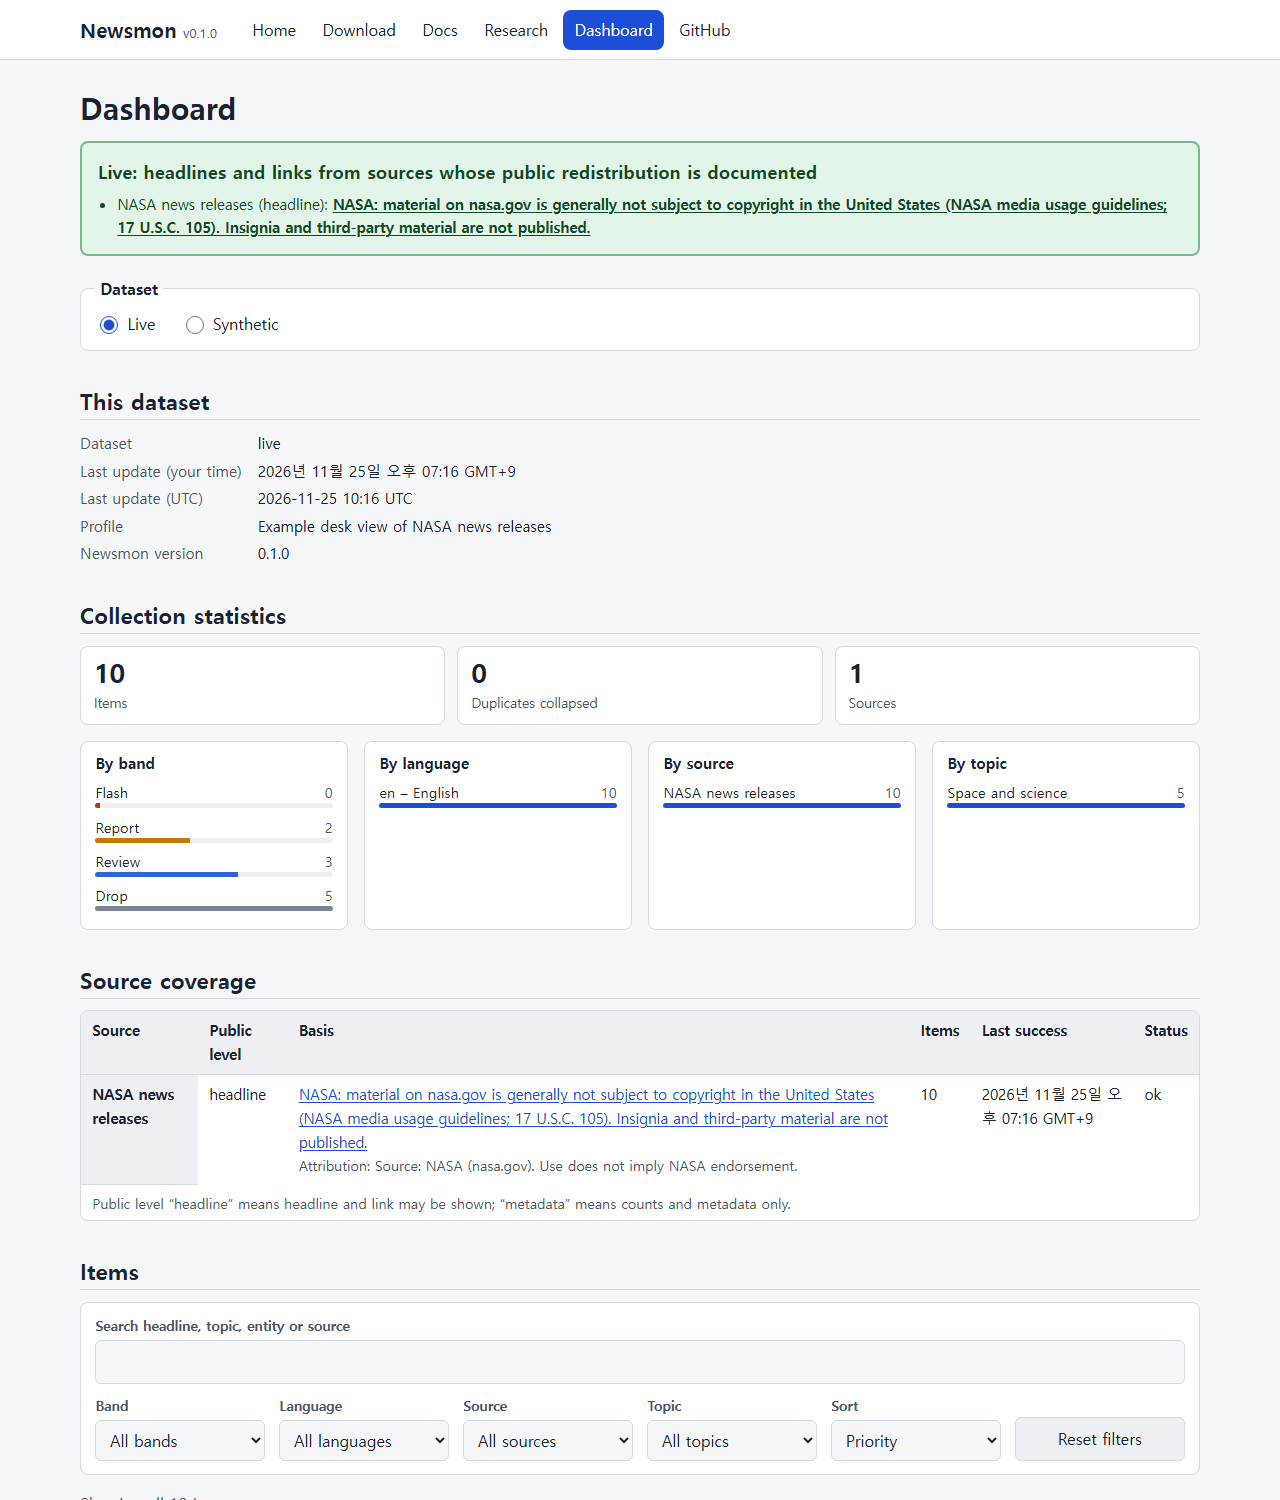 Newsmon v0.1.0 Home Download Docs Research Dashboard GitHub
Dashboard
Live: headlines and links from sources whose public redistribution is documented
• NASA news releases (headline): NASA: material on nasa.gov is generally not subject to copyright in the United States (NASA media usage guidelines;
17 U.S.C. 105). Insignia and third-party material are not published.
Dataset
Live Synthetic
This dataset
Dataset live
Last update (your time) 2026년 11월 25일 오후 07:16 GMT+9
Last update (UTC) 2026-11-25 10:16 UTC
Profile Example desk view of NASA news releases
Newsmon version 0.1.0
Collection statistics
10
Items
0
Duplicates collapsed
1
Sources
By band
Flash 0
Report 2
Review 3
Drop 5
By language
en – English 10
By source
NASA news releases 10
By topic
Space and science 5
Source coverage
Source Public level Basis Items Last success Status
NASA news
releases
headline
NASA: material on nasa.gov is generally not subject to copyright in the United States
(NASA media usage guidelines; 17 U.S.C. 105). Insignia and third-party material are not
published.
Attribution: Source: NASA (nasa.gov). Use does not imply NASA endorsement.
10
2026년 11월 25일 오
후 07:16 GMT+9
ok
Public level “headline” means headline and link may be shown; “metadata” means counts and metadata only.
Items
Search headline, topic, entity or source
Band Language Source Topic Sort
All bands All languages All sources All topics Priority Reset filters